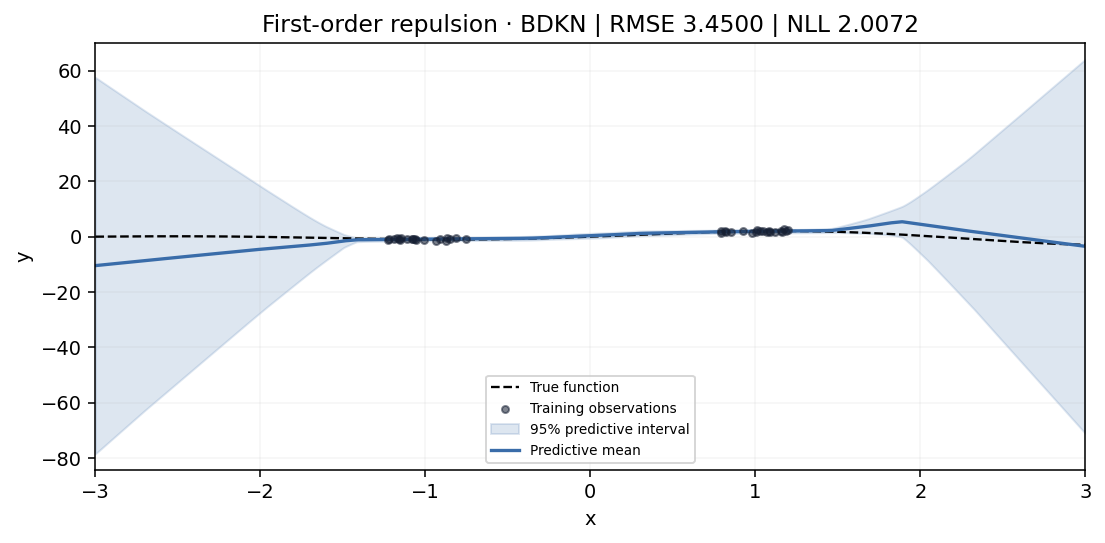 First-order repulsion · BDKN | RMSE 3.4500 | NLL 2.0072
60
40
20
0
−20
−40
−60
−80
y
True function
Training observations
95% predictive interval
Predictive mean
−3 −2 −1 0 1 2 3
x